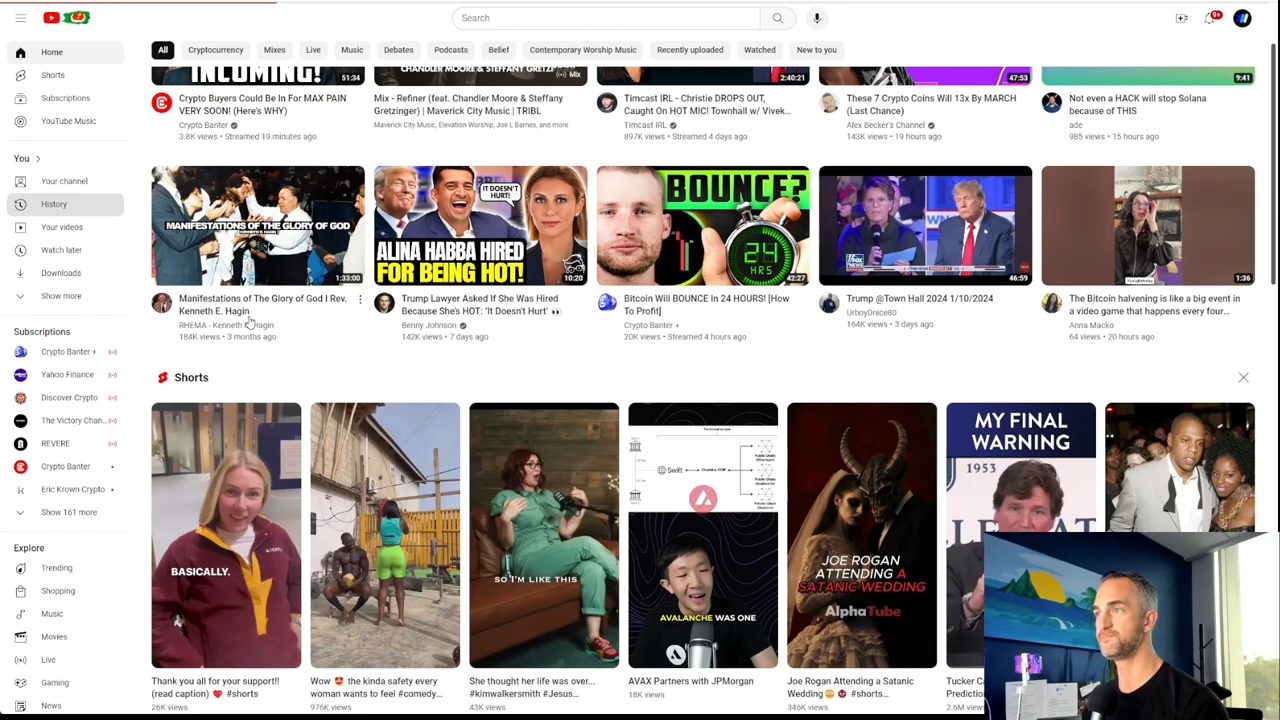 Search
9+
Home
Shorts
Subscriptions
YouTube Music
You
Your channel
History
Your videos
Watch later
Downloads
Show more
Subscriptions
Crypto Banter +
Yahoo Finance
Discover Crypto
The Victory Chan...
REVERE
Crypto Banter
Eric Krown Crypto
Show 161 more
Explore
Trending
Shopping
Music
Movies
Live
Gaming
News
All
Cryptocurrency
Mixes
Live
Music
Debates
Podcasts
Belief
Contemporary Worship Music
Recently uploaded
Watched
New to you
INCOMING!
51:34
Crypto Buyers Could Be In For MAX PAIN
VERY SOON! (Here's WHY)
Crypto Banter
3.8K views • Streamed 19 minutes ago
CHANDLER MOORE & STEFFANY GRETZ
Mix
Mix - Refiner (feat. Chandler Moore & Steffany
Gretzinger) | Maverick City Music | TRIBL
Maverick City Music, Elevation Worship, Joe L Barnes, and more
2:40:21
Timcast IRL - Christie DROPS OUT,
Caught On HOT MIC! Townhall w/ Vivek...
Timcast IRL
897K views • Streamed 4 days ago
47:53
These 7 Crypto Coins Will 13x By MARCH
(Last Chance)
Alex Becker's Channel
143K views • 19 hours ago
9:41
Not even a HACK will stop Solana
because of THIS
ade
985 views • 15 hours ago
MANIFESTATIONS OF THE GLORY OF GOD
1:33:00
Manifestations of The Glory of God I Rev.
Kenneth E. Hagin
RHEMA - Kenneth E Hagin
184K views • 3 months ago
IT DOESN'T
HURT!
ALINA HABBA HIRED
FOR BEING HOT!
10:20
Trump Lawyer Asked If She Was Hired
Because She's HOT: 'It Doesn't Hurt' 👀
Benny Johnson
142K views • 7 days ago
BOUNCE?
24
HRS
42:27
Bitcoin Will BOUNCE In 24 HOURS! [How
To Profit]
Crypto Banter +
20K views • Streamed 4 hours ago
FOX
NEWS
46:59
Trump @Town Hall 2024 1/10/2024
UrboyDnice80
164K views • 3 days ago
1:36
The Bitcoin halvening is like a big event in
a video game that happens every four...
Anna Macko
64 views • 20 hours ago
Shorts
BASICALLY.
Thank you all for your support!!
(read caption) ❤️ #shorts
26K views
Wow 😍 the kinda safety every
woman wants to feel #comedy...
976K views
SO I'M LIKE THIS
She thought her life was over...
#kimwalkersmith #Jesus...
43K views
Swift
AVALANCHE WAS ONE
AVAX Partners with JPMorgan
18K views
JOE ROGAN
ATTENDING A
SATANIC WEDDING
AlphaTube
Joe Rogan Attending a Satanic
Wedding😳 😈 #shorts...
346K views
MY FINAL
WARNING
1953
Tucker Ca
Prediction
2.6M view